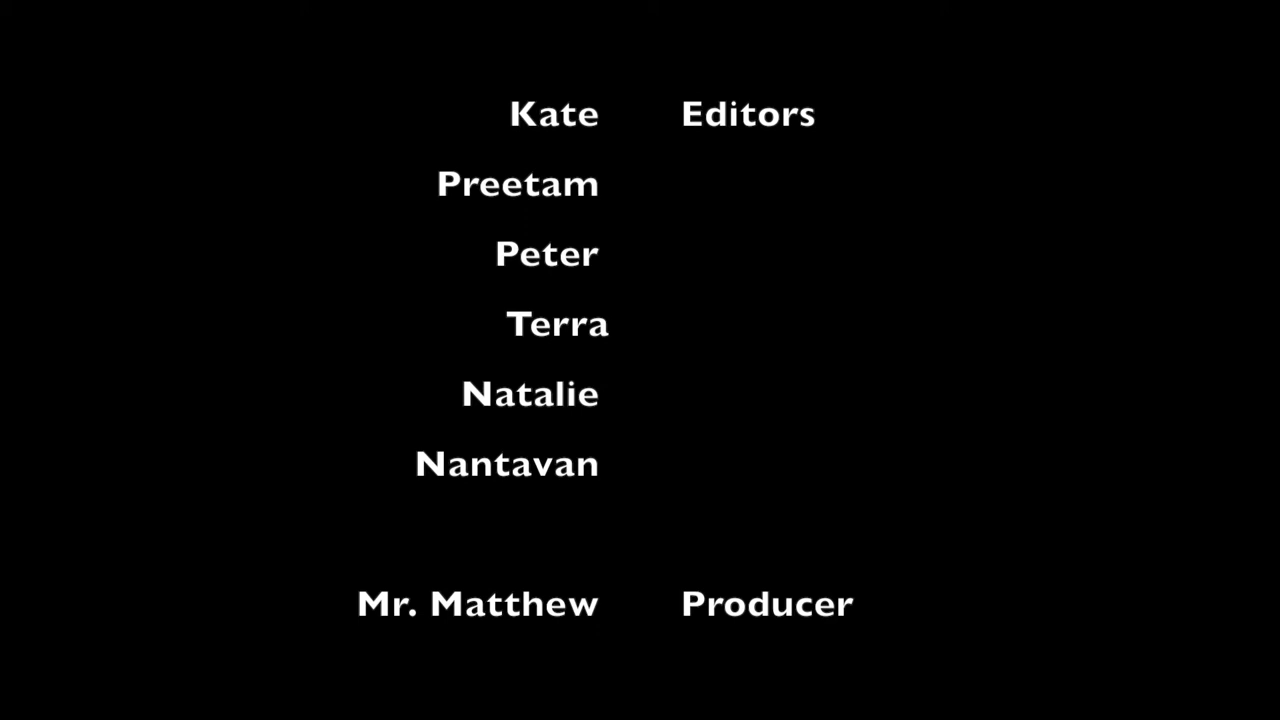 Kate Editors
Preetam
Peter
Terra
Natalie
Nantavan
Mr. Matthew Producer